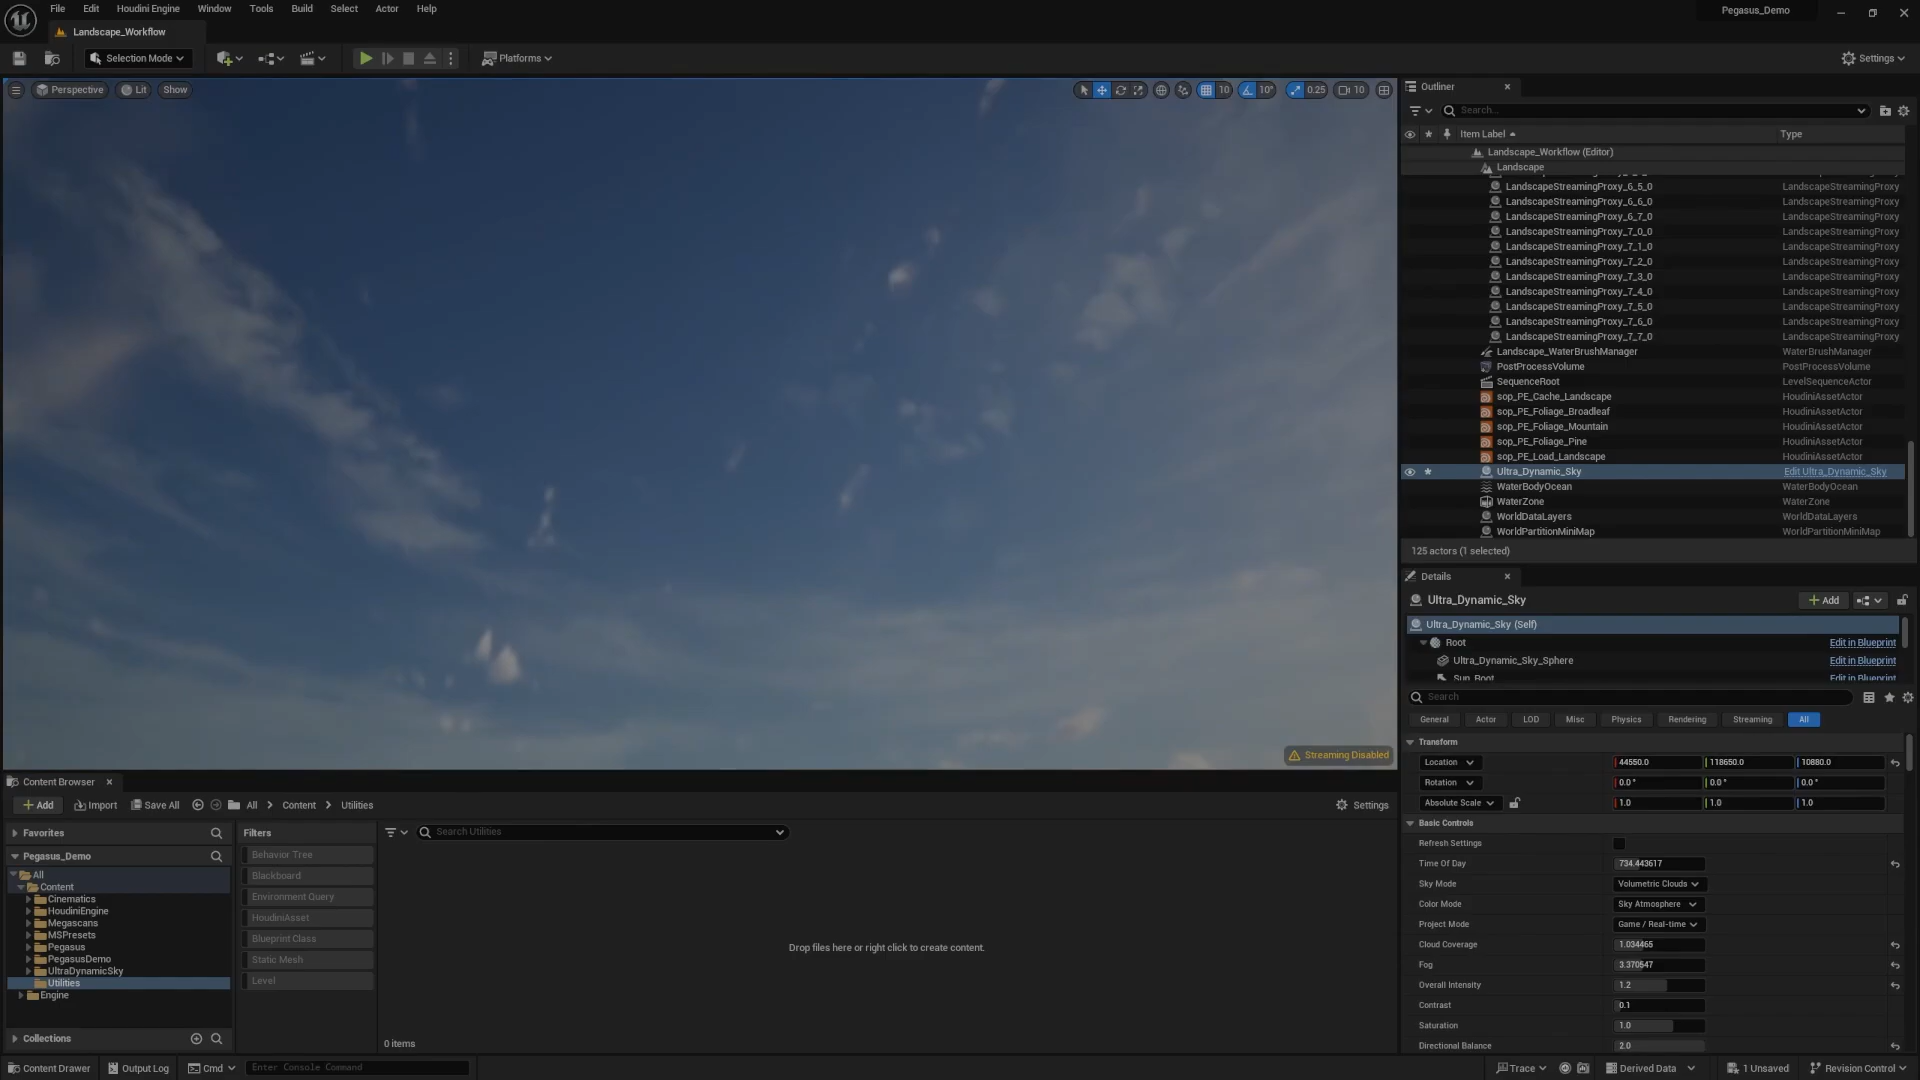 File Edit Houdini Engine Window Tools Build Select Actor Help
Pegasus_Demo
Landscape_Workflow
Selection Mode
Platforms
Settings
Perspective Lit Show
10 10° 0.25 10
Streaming Disabled
Outliner
Search...
Item Label Type
Landscape_Workflow (Editor)
Landscape
LandscapeStreamingProxy_6_5_0 LandscapeStreamingProxy
LandscapeStreamingProxy_6_6_0 LandscapeStreamingProxy
LandscapeStreamingProxy_6_7_0 LandscapeStreamingProxy
LandscapeStreamingProxy_7_0_0 LandscapeStreamingProxy
LandscapeStreamingProxy_7_1_0 LandscapeStreamingProxy
LandscapeStreamingProxy_7_2_0 LandscapeStreamingProxy
LandscapeStreamingProxy_7_3_0 LandscapeStreamingProxy
LandscapeStreamingProxy_7_4_0 LandscapeStreamingProxy
LandscapeStreamingProxy_7_5_0 LandscapeStreamingProxy
LandscapeStreamingProxy_7_6_0 LandscapeStreamingProxy
LandscapeStreamingProxy_7_7_0 LandscapeStreamingProxy
Landscape_WaterBrushManager WaterBrushManager
PostProcessVolume PostProcessVolume
SequenceRoot LevelSequenceActor
sop_PE_Cache_Landscape HoudiniAssetActor
sop_PE_Foliage_Broadleaf HoudiniAssetActor
sop_PE_Foliage_Mountain HoudiniAssetActor
sop_PE_Foliage_Pine HoudiniAssetActor
sop_PE_Load_Landscape HoudiniAssetActor
Ultra_Dynamic_Sky Edit Ultra_Dynamic_Sky
WaterBodyOcean WaterBodyOcean
WaterZone WaterZone
WorldDataLayers WorldDataLayers
WorldPartitionMiniMap WorldPartitionMiniMap
125 actors (1 selected)
Details
Ultra_Dynamic_Sky Add
Ultra_Dynamic_Sky (Self)
Root Edit in Blueprint
Ultra_Dynamic_Sky_Sphere Edit in Blueprint
Sun_Root Edit in Blueprint
Search
General Actor LOD Misc Physics Rendering Streaming All
Transform
Location 44550.0 118650.0 10880.0
Rotation 0.0° 0.0° 0.0°
Absolute Scale 1.0 1.0 1.0
Basic Controls
Refresh Settings
Time Of Day 734.443617
Sky Mode Volumetric Clouds
Color Mode Sky Atmosphere
Project Mode Game / Real-time
Cloud Coverage 1.034465
Fog 3.370547
Overall Intensity 1.2
Contrast 0.1
Saturation 1.0
Directional Balance 2.0
Content Browser
Add Import Save All All Content Utilities Settings
Favorites
Pegasus_Demo
All
Content
Cinematics
HoudiniEngine
Megascans
MSPresets
Pegasus
PegasusDemo
UltraDynamicSky
Utilities
Engine
Collections
Filters
Behavior Tree
Blackboard
Environment Query
HoudiniAsset
Blueprint Class
Static Mesh
Level
Search Utilities
Drop files here or right click to create content.
0 items
Content Drawer Output Log Cmd Enter Console Command
Trace Derived Data 1 Unsaved Revision Control